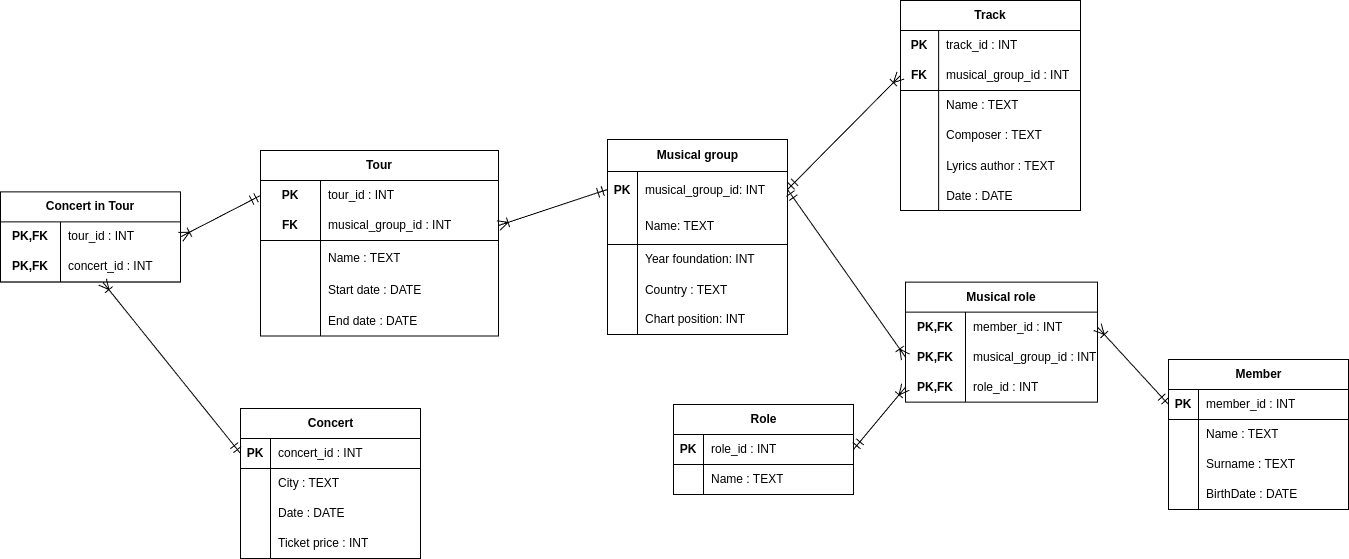 Track
PK track_id : INT
FK musical_group_id : INT
Name : TEXT
Composer : TEXT
Lyrics author : TEXT
Date : DATE
Musical group
PK musical_group_id: INT
Name: TEXT
Year foundation: INT
Country : TEXT
Chart position: INT
Tour
PK tour_id : INT
FK musical_group_id : INT
Name : TEXT
Start date : DATE
End date : DATE
Concert in Tour
PK,FK tour_id : INT
PK,FK concert_id : INT
Musical role
PK,FK member_id : INT
PK,FK musical_group_id : INT
PK,FK role_id : INT
Member
PK member_id : INT
Name : TEXT
Surname : TEXT
BirthDate : DATE
Role
PK role_id : INT
Name : TEXT
Concert
PK concert_id : INT
City : TEXT
Date : DATE
Ticket price : INT